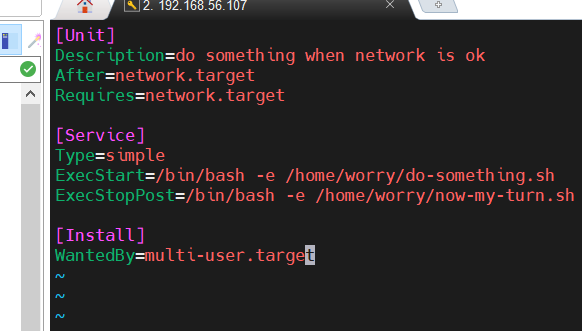 2. 192.168.56.107
[Unit]
Description=do something when network is ok
After=network.target
Requires=network.target
[Service]
Type=simple
ExecStart=/bin/bash -e /home/worry/do-something.sh
ExecStopPost=/bin/bash -e /home/worry/now-my-turn.sh
[Install]
WantedBy=multi-user.target
~
~
~